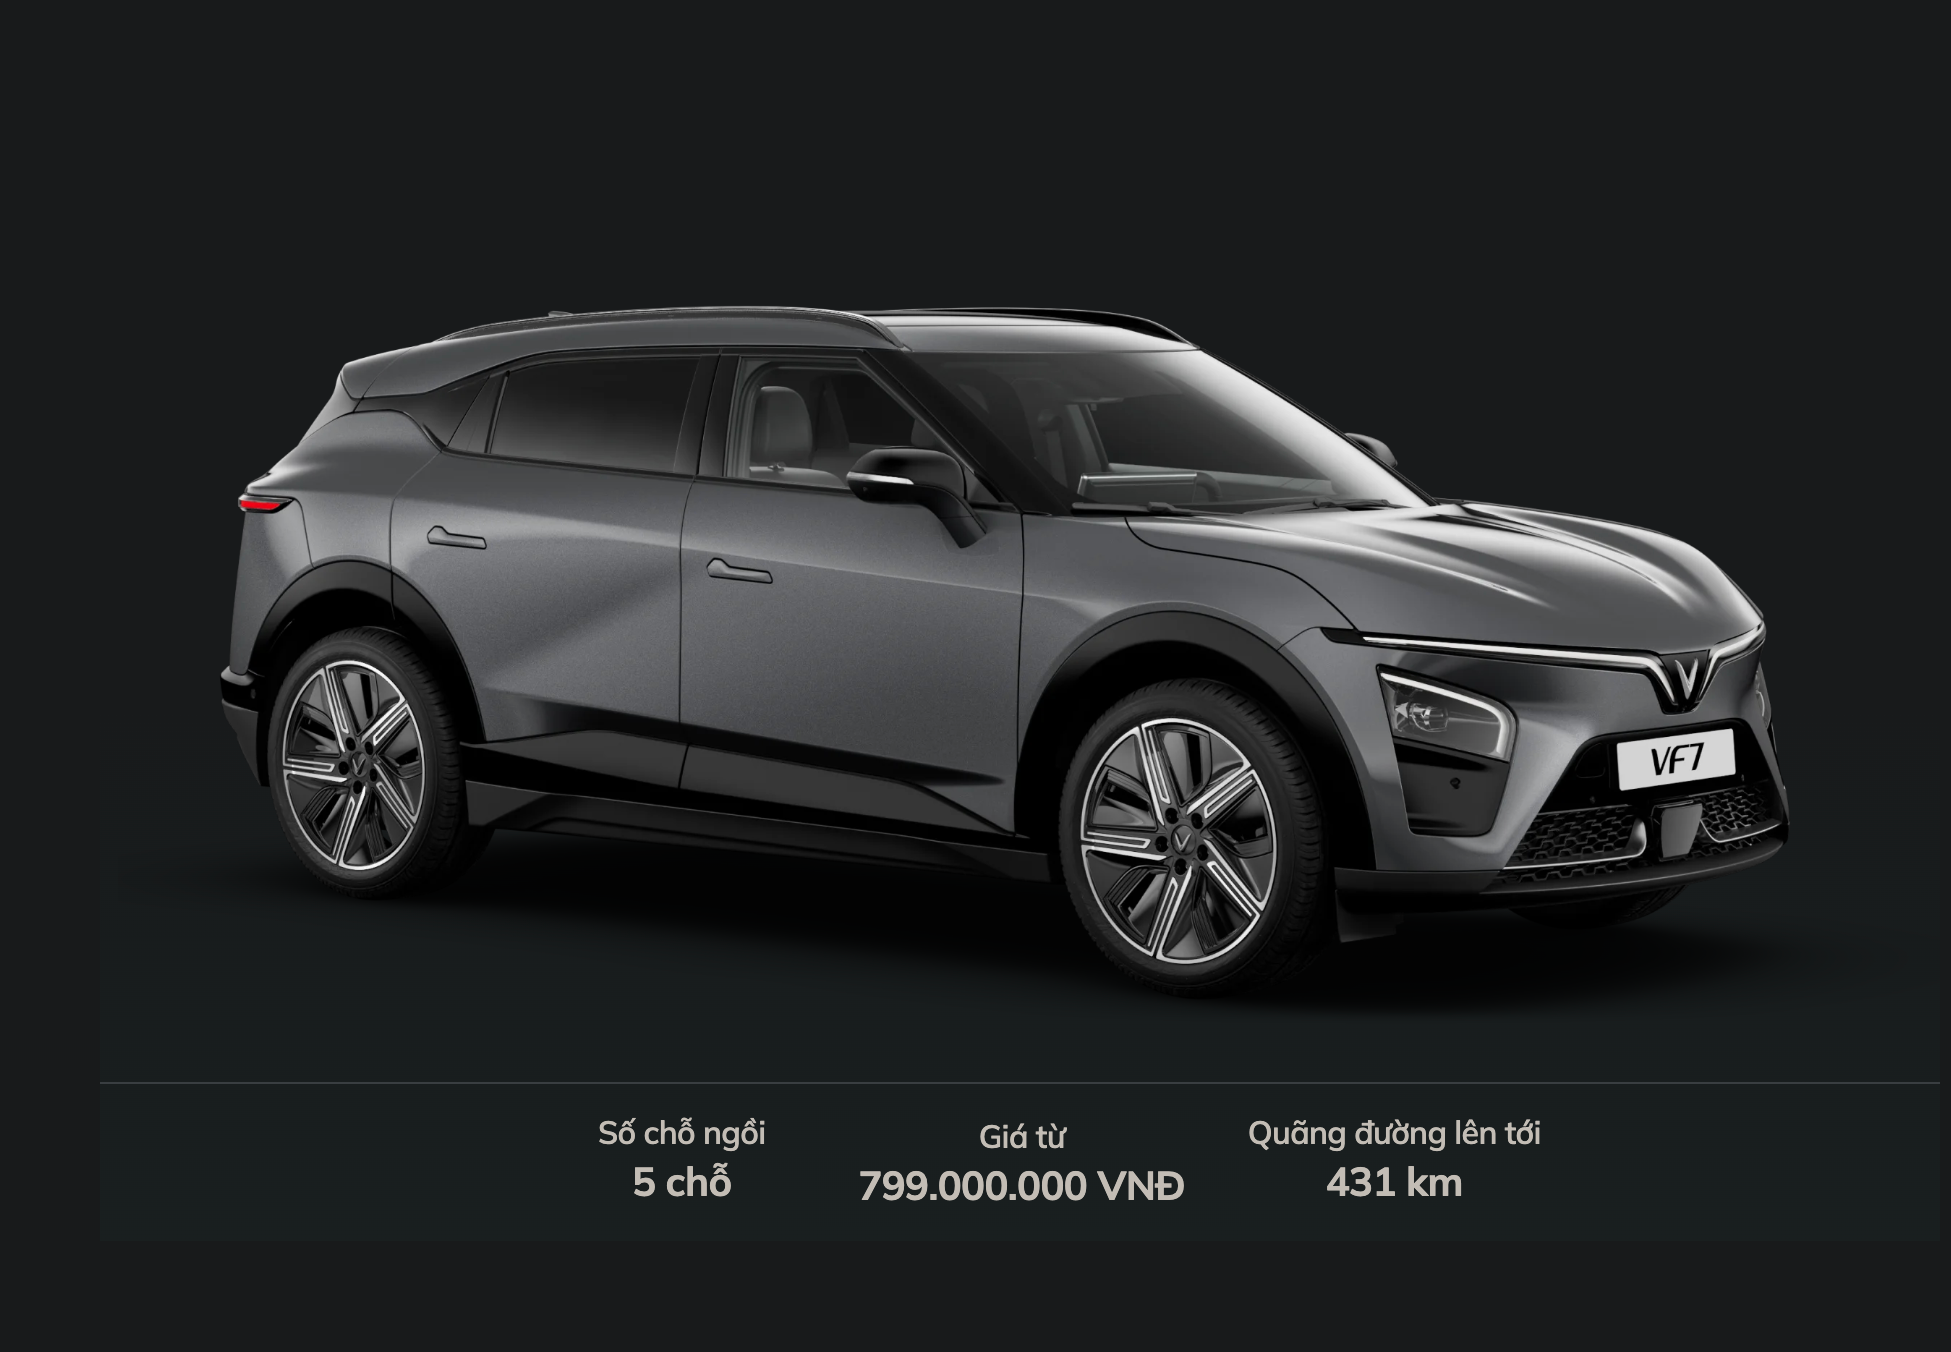 VF7
Số chỗ ngồi
5 chỗ
Giá từ
799.000.000 VNĐ
Quãng đường lên tới
431 km